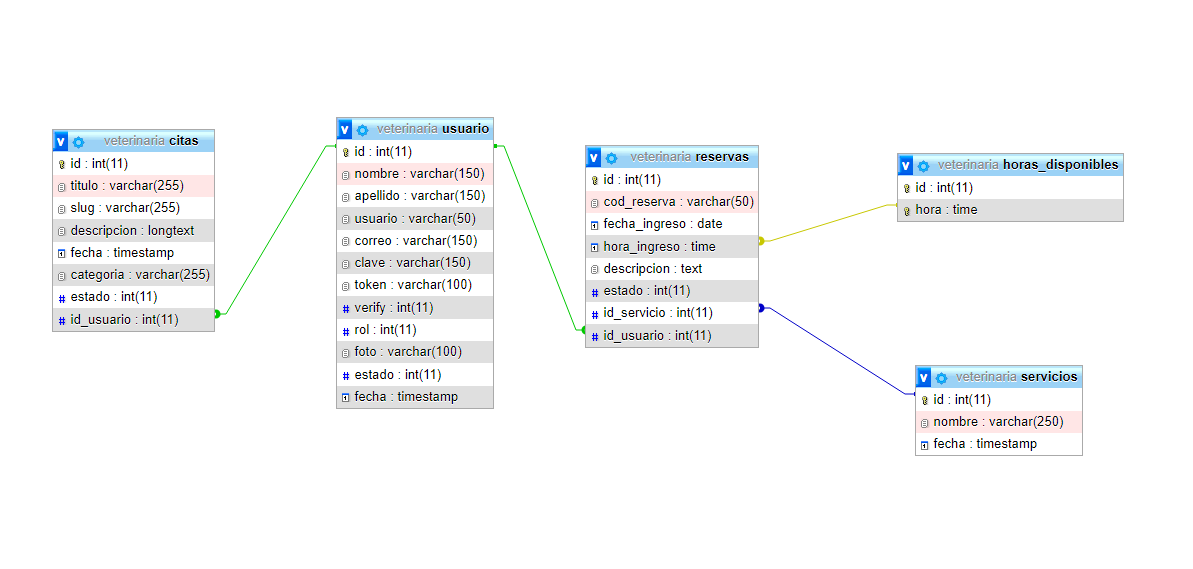 v veterinaria citas
id : int(11)
titulo : varchar(255)
slug : varchar(255)
descripcion : longtext
fecha : timestamp
categoria : varchar(255)
# estado : int(11)
# id_usuario : int(11)
v veterinaria usuario
id : int(11)
nombre : varchar(150)
apellido : varchar(150)
usuario : varchar(50)
correo : varchar(150)
clave : varchar(150)
token : varchar(100)
# verify : int(11)
# rol : int(11)
foto : varchar(100)
# estado : int(11)
fecha : timestamp
v veterinaria reservas
id : int(11)
cod_reserva : varchar(50)
fecha_ingreso : date
hora_ingreso : time
descripcion : text
# estado : int(11)
# id_servicio : int(11)
# id_usuario : int(11)
v veterinaria horas_disponibles
id : int(11)
hora : time
v veterinaria servicios
id : int(11)
nombre : varchar(250)
fecha : timestamp